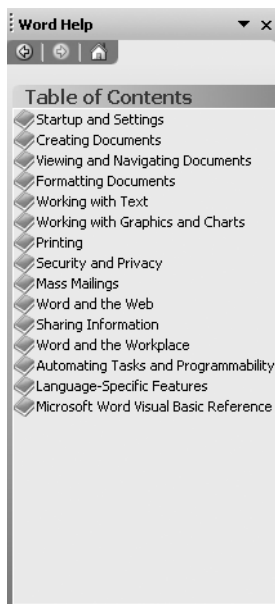 Word Help
Table of Contents
Startup and Settings
Creating Documents
Viewing and Navigating Documents
Formatting Documents
Working with Text
Working with Graphics and Charts
Printing
Security and Privacy
Mass Mailings
Word and the Web
Sharing Information
Word and the Workplace
Automating Tasks and Programmability
Language-Specific Features
Microsoft Word Visual Basic Reference